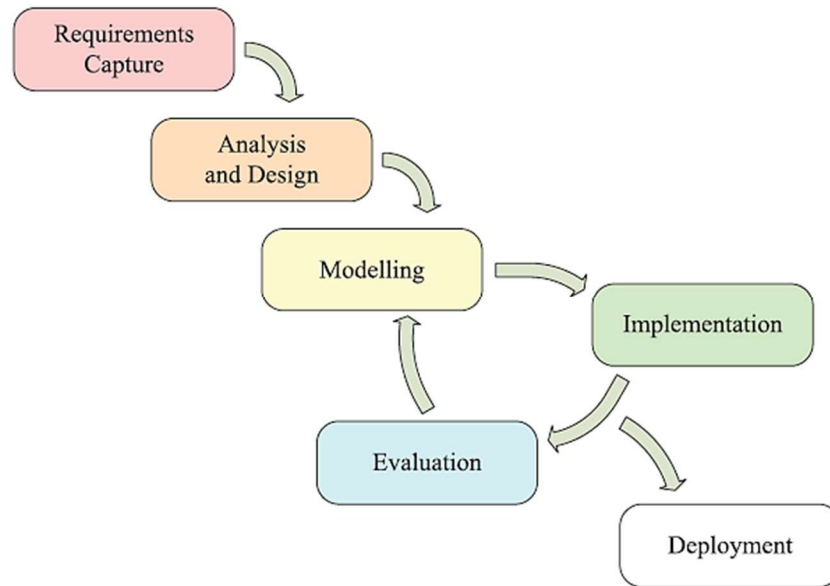 Requirements
Capture
Analysis
and Design
Modelling
Implementation
Evaluation
Deployment